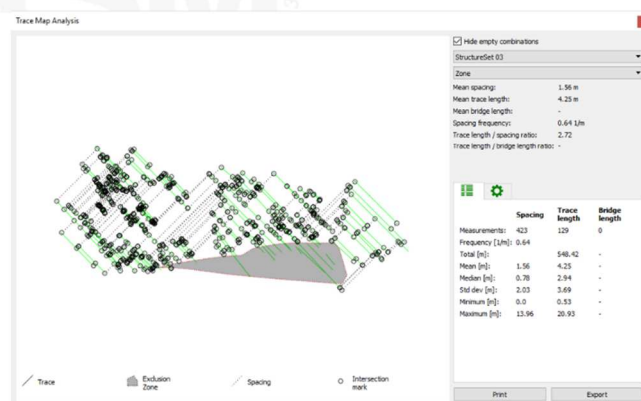 Trace Map Analysis
Hide empty combinations
StructureSet 03
Zone
Mean spacing: 1.56 m
Mean trace length: 4.25 m
Mean bridge length: -
Spacing frequency: 0.64 1/m
Trace length / spacing ratio: 2.72
Trace length / bridge length ratio: -
Spacing Trace length Bridge length
Measurements: 423 129 0
Frequency [1/m]: 0.64
Total [m]: 548.42 -
Mean [m]: 1.56 4.25 -
Median [m]: 0.78 2.94 -
Std dev [m]: 2.03 3.69 -
Minimum [m]: 0.0 0.53 -
Maximum [m]: 13.96 20.93 -
Trace
Exclusion Zone
Spacing
Intersection mark
Print Export